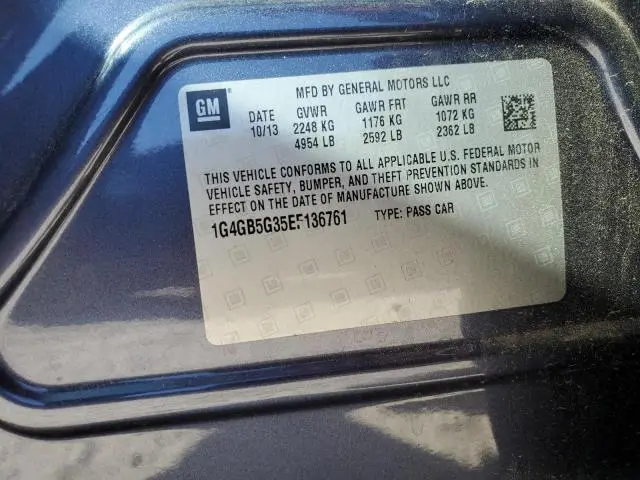 MFD BY GENERAL MOTORS LLC
GM
DATE GVWR GAWR FRT GAWR RR
10/13 2248 KG 1176 KG 1072 KG
4954 LB 2592 LB 2362 LB
THIS VEHICLE CONFORMS TO ALL APPLICABLE U.S. FEDERAL MOTOR
VEHICLE SAFETY, BUMPER, AND THEFT PREVENTION STANDARDS IN
EFFECT ON THE DATE OF MANUFACTURE SHOWN ABOVE.
1G4GB5G35EF136761 TYPE: PASS CAR